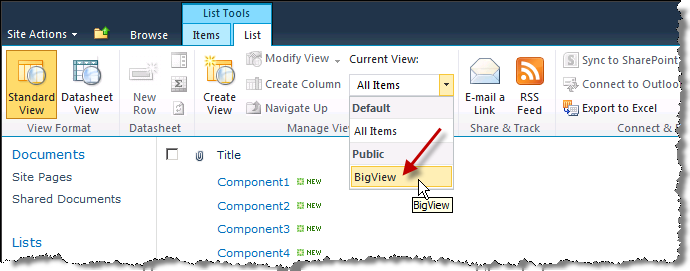 List Tools
Site Actions Browse Items List
Standard View
Datasheet View
View Format
New Row
Datasheet
Create View
Modify View
Create Column
Navigate Up
Current View:
All Items
Manage View
Default
All Items
Public
BigView
BigView
E-mail a Link
RSS Feed
Share & Track
Sync to SharePoint
Connect to Outloo
Export to Excel
Connect &
Documents
Site Pages
Shared Documents
Lists
Title
Component1 NEW
Component2 NEW
Component3 NEW
Component4 NEW